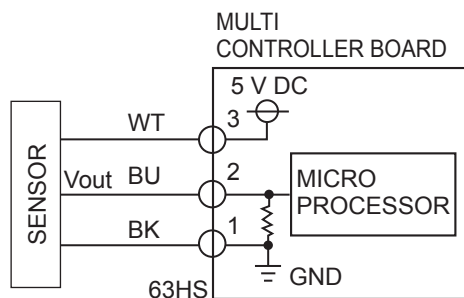 MULTI
CONTROLLER BOARD
5 V DC
WT
3
SENSOR
Vout BU
2
MICRO
PROCESSOR
BK
1
GND
63HS